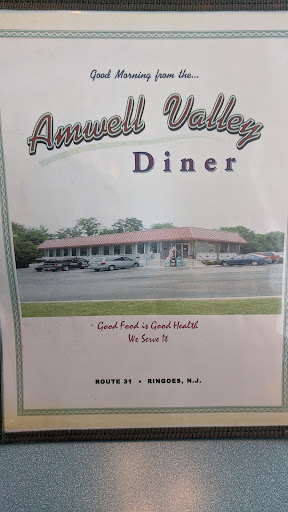 Good Morning from the...
Amwell Valley
Diner
Good Food is Good Health
We Serve It
ROUTE 31 • RINGOES, N.J.